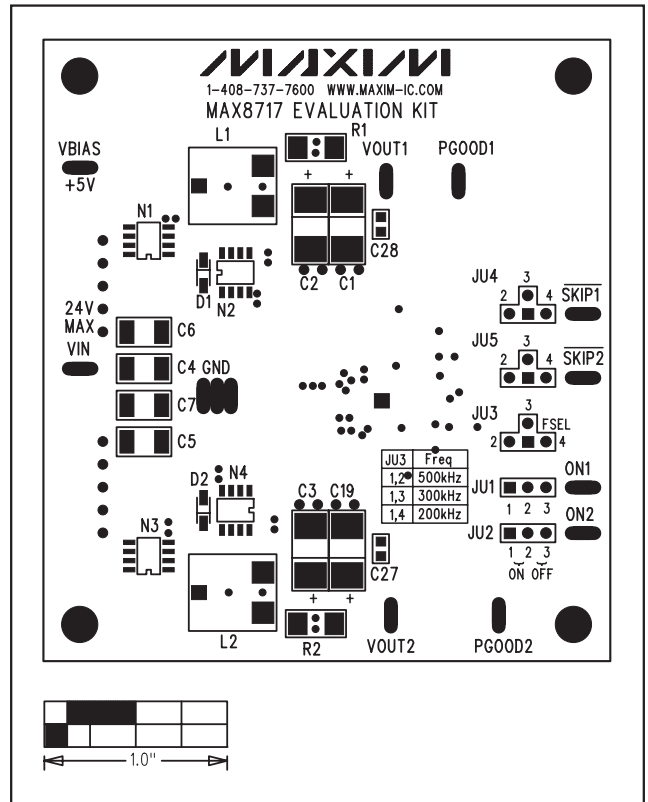 MAXIM
1-408-737-7600 WWW.MAXIM-IC.COM
MAX8717 EVALUATION KIT
L1
R1
VBIAS
+5V
VOUT1
PGOOD1
+ +
N1
C28
D1
N2
C2 C1
JU4
3
2 4
SKIP1
24V
MAX
VIN
C6
C4
GND
C7
C5
JU5
3
2 4
SKIP2
JU3
3
FSEL
2 4
JU3 Freq
1,2 500kHz
1,3 300kHz
1,4 200kHz
JU1
1 2 3
ON1
JU2
1 2 3
ON OFF
ON2
D2
N4
C3 C19
N3
C27
+ +
L2
R2
VOUT2
PGOOD2
1.0"